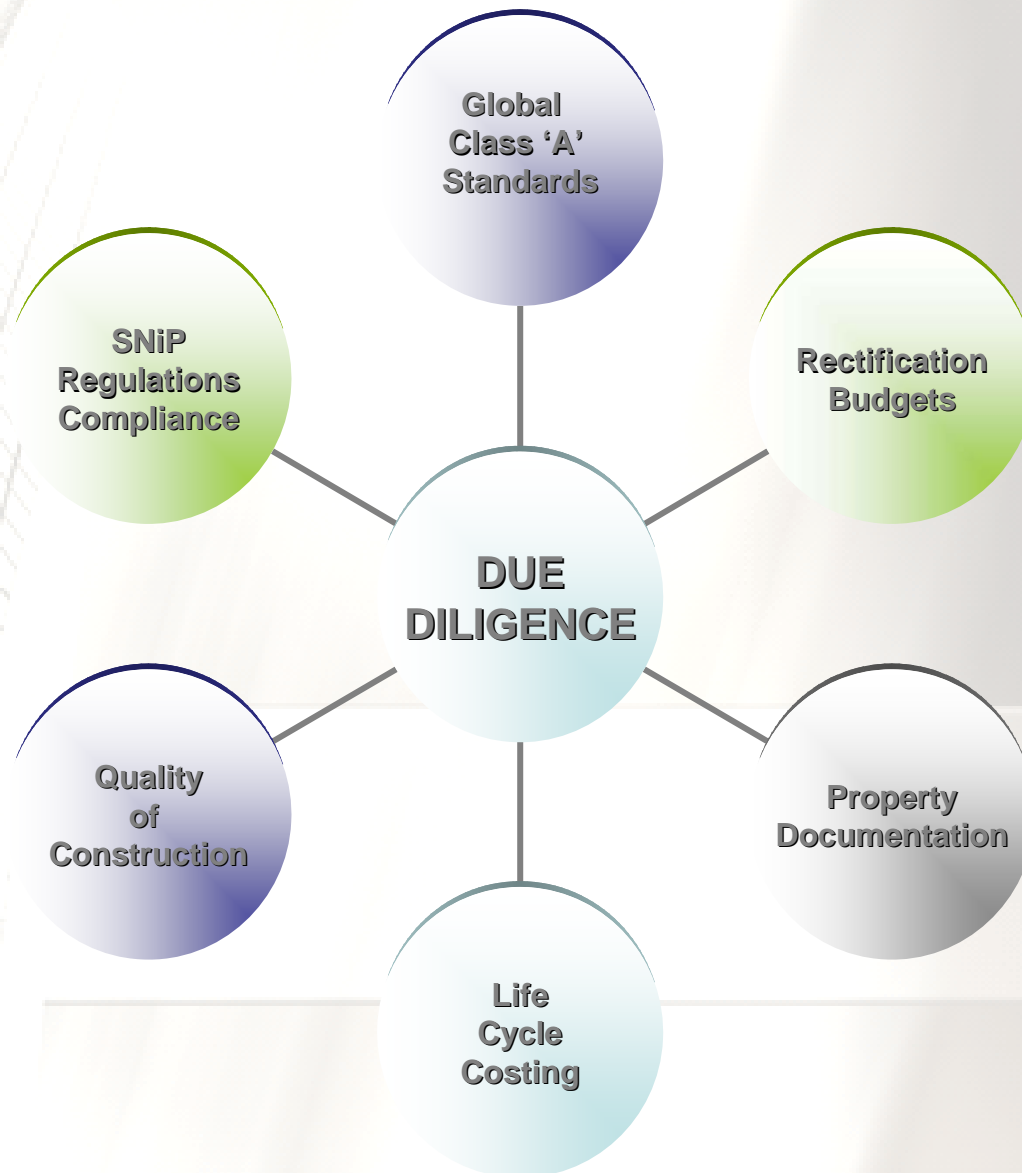 Global
Class ‘A’
Standards
SNiP
Regulations
Compliance
Rectification
Budgets
DUE
DILIGENCE
Quality
of
Construction
Property
Documentation
Life
Cycle
Costing